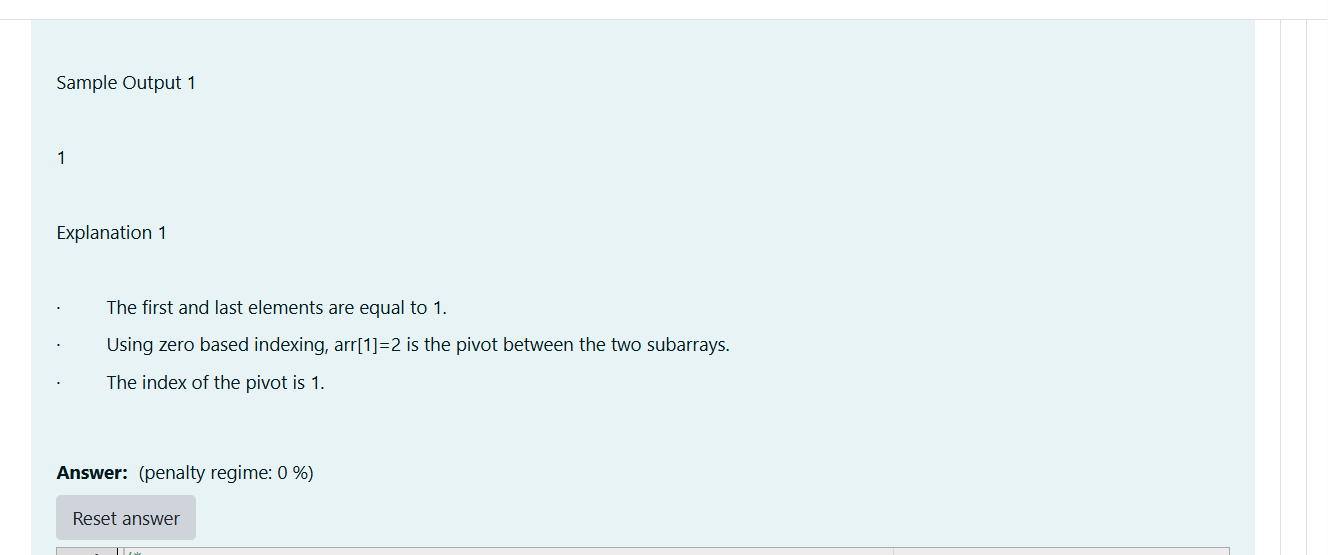 Sample Output 1
1
Explanation 1
· The first and last elements are equal to 1.
· Using zero based indexing, arr[1]=2 is the pivot between the two subarrays.
· The index of the pivot is 1.
Answer: (penalty regime: 0 %)
Reset answer